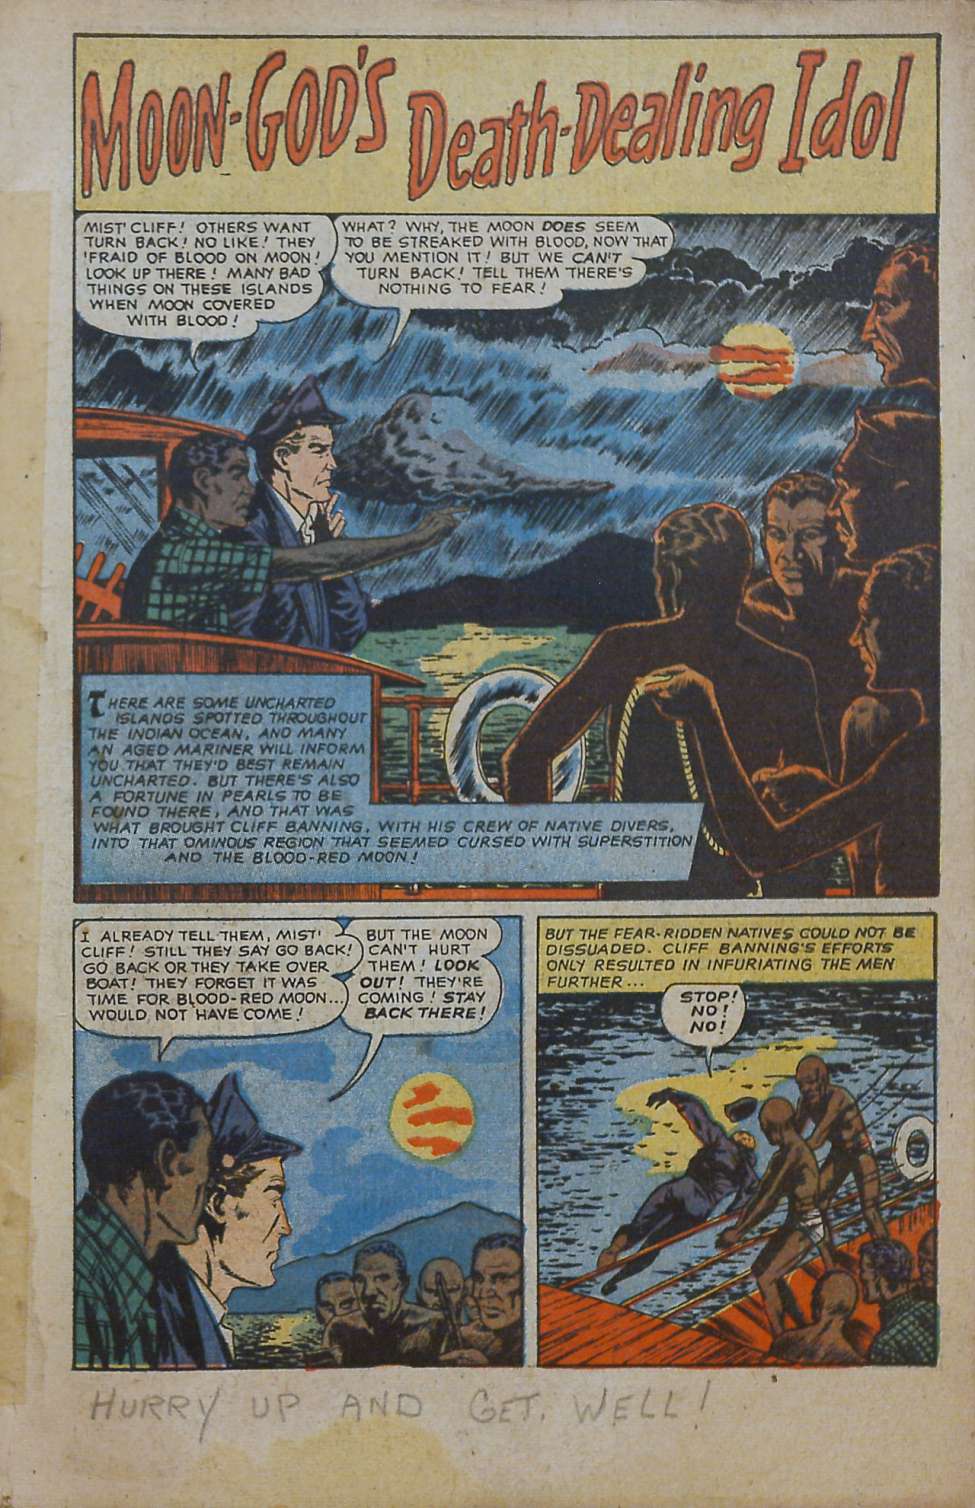 MOON-GOD'S Death-Dealing Idol
MIST' CLIFF! OTHERS WANT
TURN BACK! NO LIKE! THEY
'FRAID OF BLOOD ON MOON!
LOOK UP THERE! MANY BAD
THINGS ON THESE ISLANDS
WHEN MOON COVERED
WITH BLOOD!
WHAT? WHY, THE MOON DOES SEEM
TO BE STREAKED WITH BLOOD, NOW THAT
YOU MENTION IT! BUT WE CAN'T
TURN BACK! TELL THEM THERE'S
NOTHING TO FEAR!
THERE ARE SOME UNCHARTED
ISLANDS SPOTTED THROUGHOUT
THE INDIAN OCEAN, AND MANY
AN AGED MARINER WILL INFORM
YOU THAT THEY'D BEST REMAIN
UNCHARTED. BUT THERE'S ALSO
A FORTUNE IN PEARLS TO BE
FOUND THERE, AND THAT WAS
WHAT BROUGHT CLIFF BANNING, WITH HIS CREW OF NATIVE DIVERS,
INTO THAT OMINOUS REGION THAT SEEMED CURSED WITH SUPERSTITION
AND THE BLOOD-RED MOON!
I ALREADY TELL THEM, MIST'
CLIFF! STILL THEY SAY GO BACK!
GO BACK OR THEY TAKE OVER
BOAT! THEY FORGET IT WAS
TIME FOR BLOOD-RED MOON...
WOULD NOT HAVE COME!
BUT THE MOON
CAN'T HURT
THEM! LOOK
OUT! THEY'RE
COMING! STAY
BACK THERE!
BUT THE FEAR-RIDDEN NATIVES COULD NOT BE
DISSUADED. CLIFF BANNING'S EFFORTS
ONLY RESULTED IN INFURIATING THE MEN
FURTHER...
STOP!
NO!
NO!
HURRY UP AND GET. WELL!